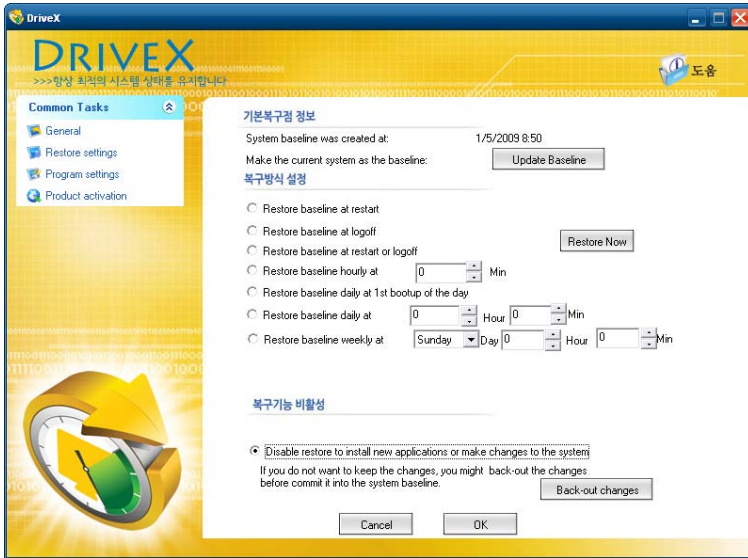 DriveX
DRIVEX
>>>항상 최적의 시스템 상태를 유지합니다
도움
Common Tasks
General
Restore settings
Program settings
Product activation
기본복구점 정보
System baseline was created at: 1/5/2009 8:50
Make the current system as the baseline: Update Baseline
복구방식 설정
Restore baseline at restart
Restore baseline at logoff
Restore Now
Restore baseline at restart or logoff
Restore baseline hourly at 0 Min
Restore baseline daily at 1st bootup of the day
Restore baseline daily at 0 Hour 0 Min
Restore baseline weekly at Sunday Day 0 Hour 0 Min
복구기능 비활성
Disable restore to install new applications or make changes to the system
If you do not want to keep the changes, you might back-out the changes
before commit it into the system baseline.
Back-out changes
Cancel OK